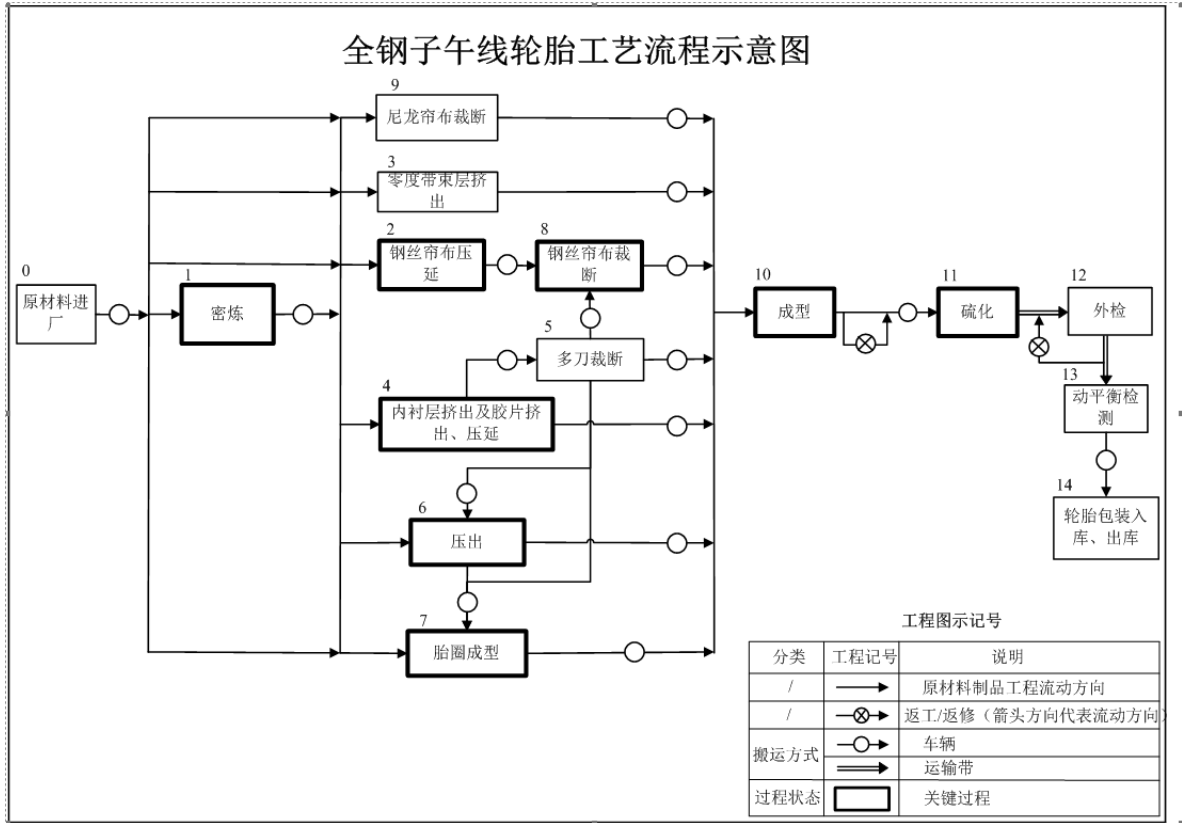 全钢子午线轮胎工艺流程示意图
9
尼龙帘布裁断
3
零度带束层挤
出
2
钢丝帘布压
延
8
钢丝帘布裁
断
0
原材料进
厂
1
密炼
5
多刀裁断
4
内衬层挤出及胶片挤
出、压延
6
压出
7
胎圈成型
10
成型
11
硫化
12
外检
13
动平衡检
测
14
轮胎包装入
库、出库
工程图示记号
分类 工程记号 说明
/ 原材料制品工程流动方向
/ 返工/返修（箭头方向代表流动方向）
搬运方式 车辆
运输带
过程状态 关键过程